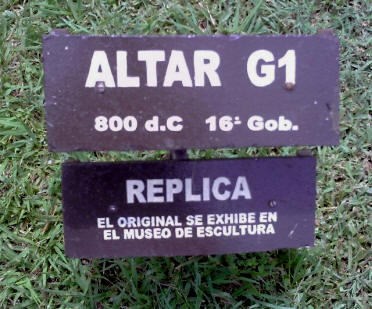 ALTAR G1
800 d.C 16º Gob.
REPLICA
EL ORIGINAL SE EXHIBE EN
EL MUSEO DE ESCULTURA